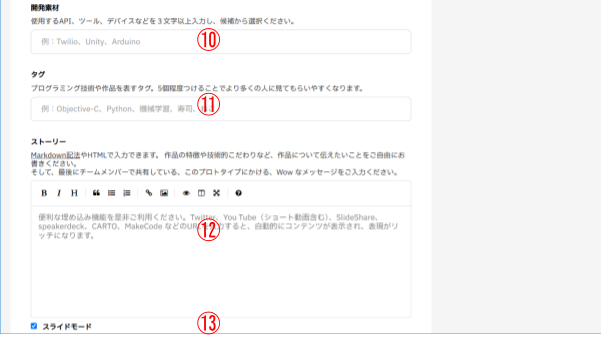 開発素材
使用するAPI、ツール、デバイスなどを３文字以上入力し、候補から選択ください。
例：Twilio、Unity、Arduino
⑩
タグ
プログラミング技術や作品を表すタグ。5個程度つけることでより多くの人に見てもらいやすくなります。
例：Objective-C、Python、機械学習、寿司、
⑪
ストーリー
Markdown記法やHTMLで入力できます。 作品の特徴や技術的こだわりなど、作品について伝えたいことをご自由にお
書きください。
そして、最後にチームメンバーで共有している、このプロトタイプにかける、Wow なメッセージをご入力ください。
B I H
便利な埋め込み機能を是非ご利用ください。Twitter、You Tube（ショート動画含む）、SlideShare、
speakerdeck、CARTO、MakeCode などのURLを入力すると、自動的にコンテンツが表示され、表現がリ
ッチになります。
⑫
スライドモード
⑬